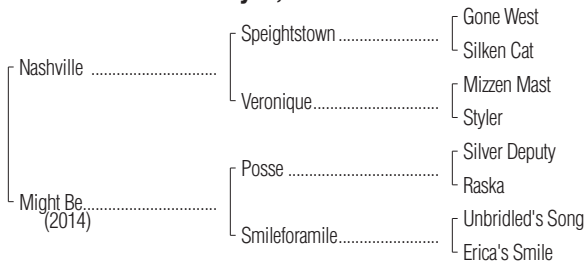 Gone West
Speightstown ..........................
Silken Cat
Nashville ................................
Mizzen Mast
Veronique................................
Styler
Silver Deputy
Posse ......................................
Raska
Might Be..................................
(2014)
Unbridled's Song
Smileforamile..........................
Erica's Smile